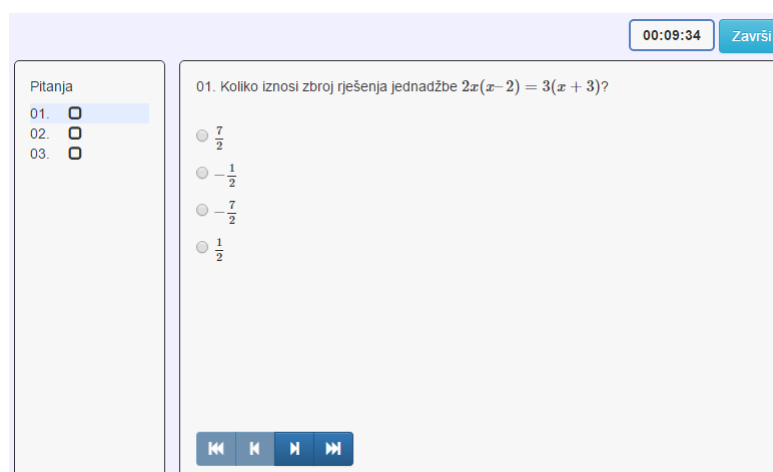 00:09:34 Završi
Pitanja
01.
02.
03.
01. Koliko iznosi zbroj rješenja jednadžbe 2x(x–2) = 3(x + 3)?
7/2
−1/2
−7/2
1/2